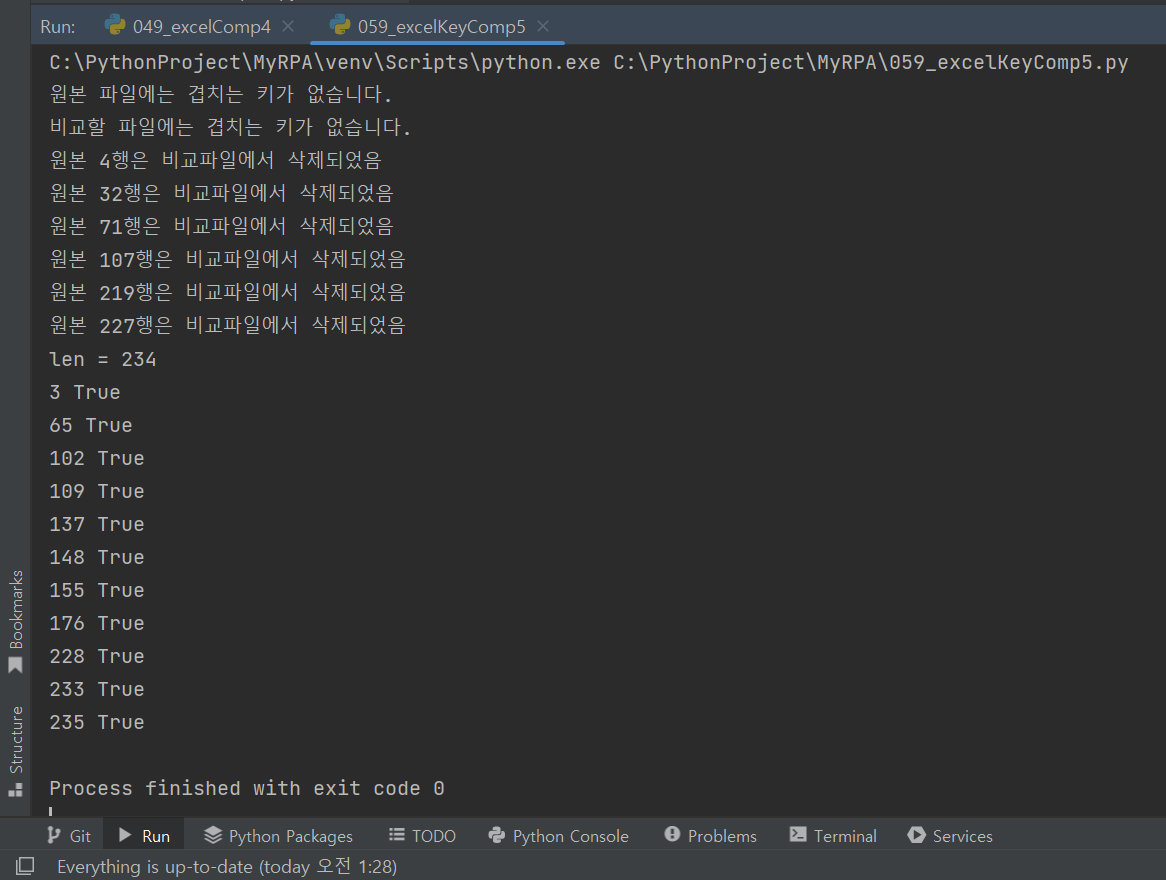 Run: 049_excelComp4 059_excelKeyComp5
C:\PythonProject\MyRPA\venv\Scripts\python.exe C:\PythonProject\MyRPA\059_excelKeyComp5.py
원본 파일에는 겹치는 키가 없습니다.
비교할 파일에는 겹치는 키가 없습니다.
원본 4행은 비교파일에서 삭제되었음
원본 32행은 비교파일에서 삭제되었음
원본 71행은 비교파일에서 삭제되었음
원본 107행은 비교파일에서 삭제되었음
원본 219행은 비교파일에서 삭제되었음
원본 227행은 비교파일에서 삭제되었음
len = 234
3 True
65 True
102 True
109 True
137 True
148 True
155 True
176 True
228 True
233 True
235 True
Process finished with exit code 0
Bookmarks
Structure
Git Run Python Packages TODO Python Console Problems Terminal Services
Everything is up-to-date (today 오전 1:28)